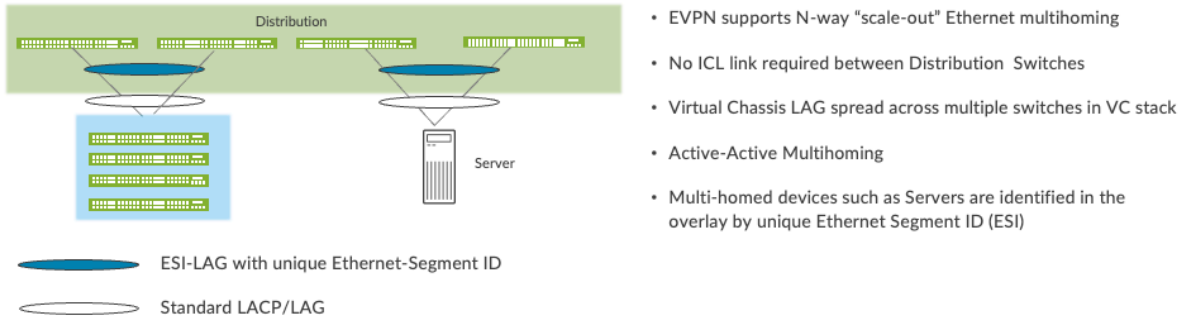 Distribution
Server
ESI-LAG with unique Ethernet-Segment ID
Standard LACP/LAG
• EVPN supports N-way “scale-out” Ethernet multihoming
• No ICL link required between Distribution Switches
• Virtual Chassis LAG spread across multiple switches in VC stack
• Active-Active Multihoming
• Multi-homed devices such as Servers are identified in the
overlay by unique Ethernet Segment ID (ESI)